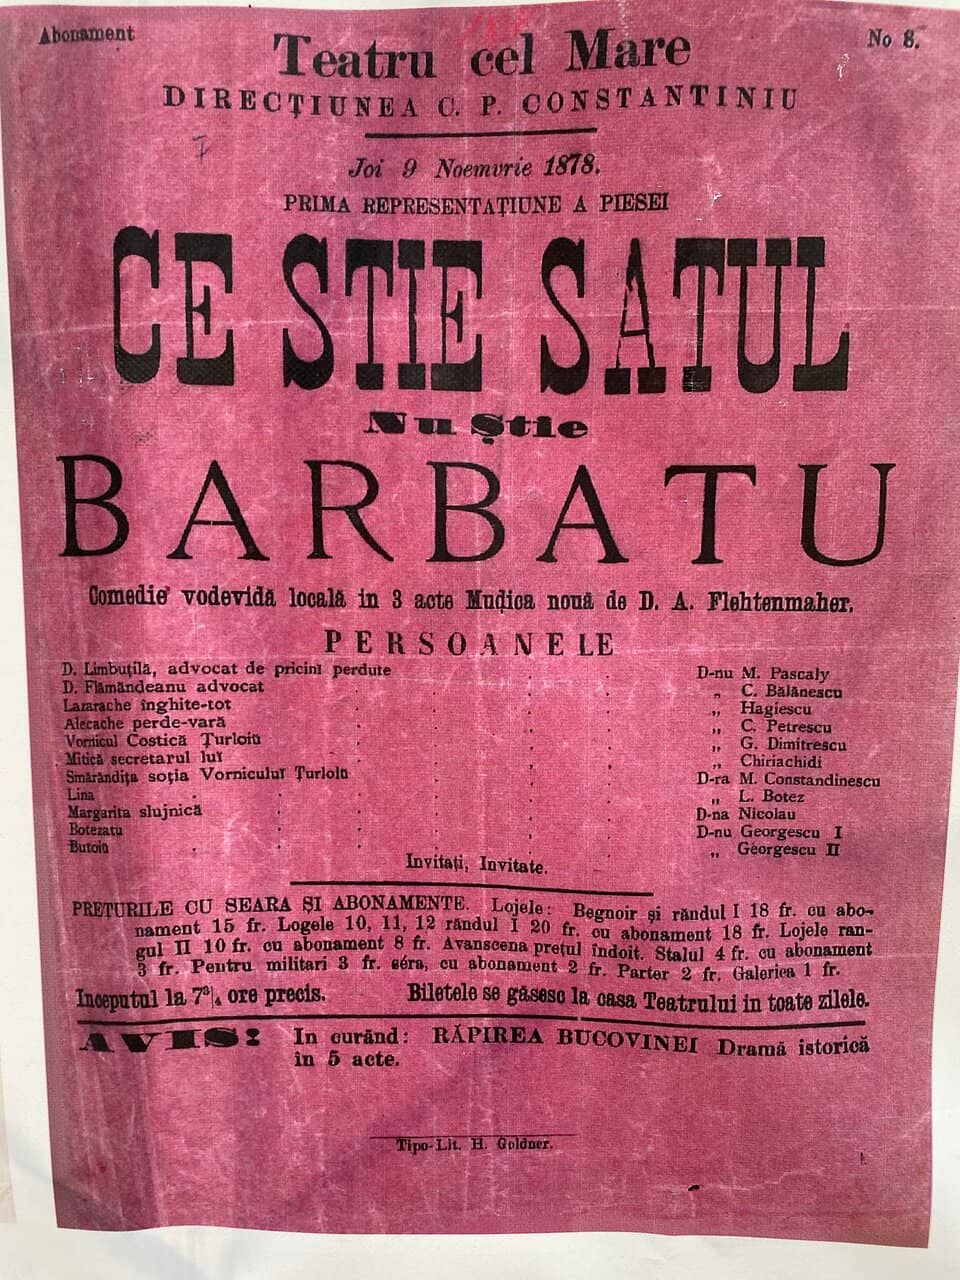 Abonament
No 8.
Teatru cel Mare
DIRECȚIUNEA C. P. CONSTANTINIU
Joi 9 Noemvrie 1878.
PRIMA REPRESENTAȚIUNE A PIESEI
CE STIE SATUL
Nu Știe
BARBATU
Comedie vodevidă locală in 3 acte Mudica nouă de D. A. Flehtenmaher.
PERSOANELE
D. Limbuțilă, advocat de pricinĭ perdute D-nu M. Pascaly
D. Flămândeanu advocat „ C. Bălănescu
Lazarache înghite-tot „ Hagiescu
Alecache perde-vară „ C. Petrescu
Vornicul Costică Țurloiŭ „ G. Dimitrescu
Mitică secretarul luĭ „ Chiriachidi
Smărăndița soția Vorniculuĭ Țurloiŭ D-ra M. Constandinescu
Lina „ L. Botez
Margarita slujnică D-na Nicolau
Botezatu D-nu Georgescu I
Butoiŭ „ Georgescu II
Invitați, Invitate.
PREȚURILE CU SEARA ȘI ABONAMENTE. Lojele: Begnoir și rândul I 18 fr. cu abo-
nament 15 fr. Logele 10, 11, 12 rândul I 20 fr. cu abonament 18 fr. Lojele ran-
gul II 10 fr. cu abonament 8 fr. Avanscena prețul îndoit. Stalul 4 fr. cu abonament
3 fr. Pentru militari 3 fr. séra, cu abonament 2 fr. Parter 2 fr. Galeriea 1 fr.
Inceputul la 7¾ ore precis. Biletele se găsesc la casa Teatrului in toate zilele.
AVIS: In curând: RĂPIREA BUCOVINEI Dramă istorică
in 5 acte.
Tipo-Lit. H. Goldner.